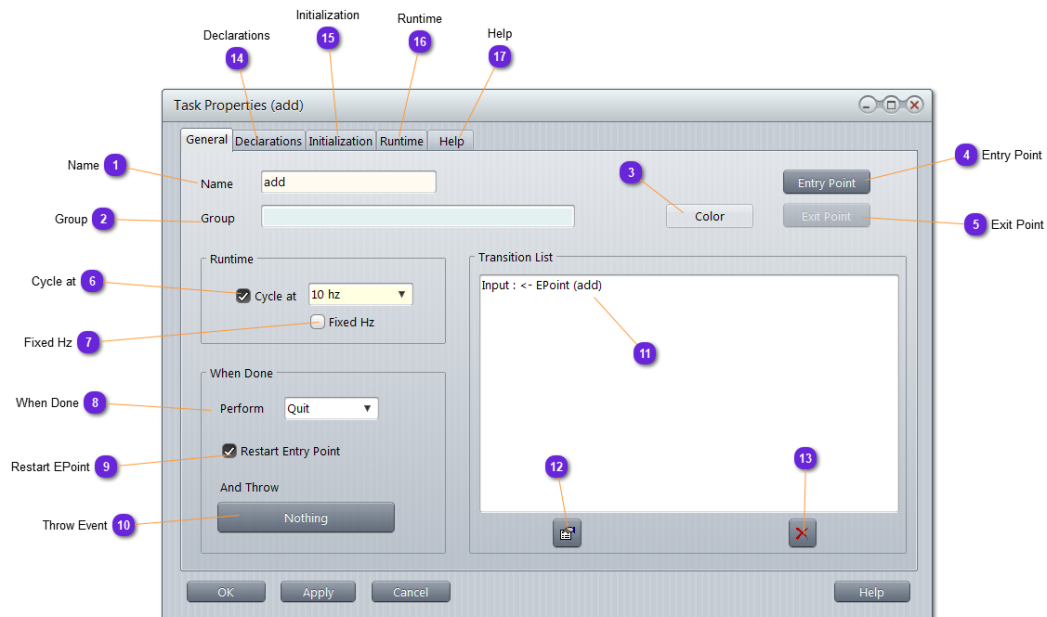 Initialization
15
Runtime
16
Declarations
14
Help
17
Task Properties (add)
General Declarations Initialization Runtime Help
Name 1
Name add
3
Entry Point
4 Entry Point
Group 2
Group
Color
Exit Point
5 Exit Point
Runtime
Transition List
Cycle at 6
Cycle at 10 hz
Input : <- EPoint (add)
Fixed Hz 7
Fixed Hz
11
When Done
When Done 8
Perform Quit
Restart EPoint 9
Restart Entry Point
12
13
And Throw
Throw Event 10
Nothing
OK Apply Cancel Help